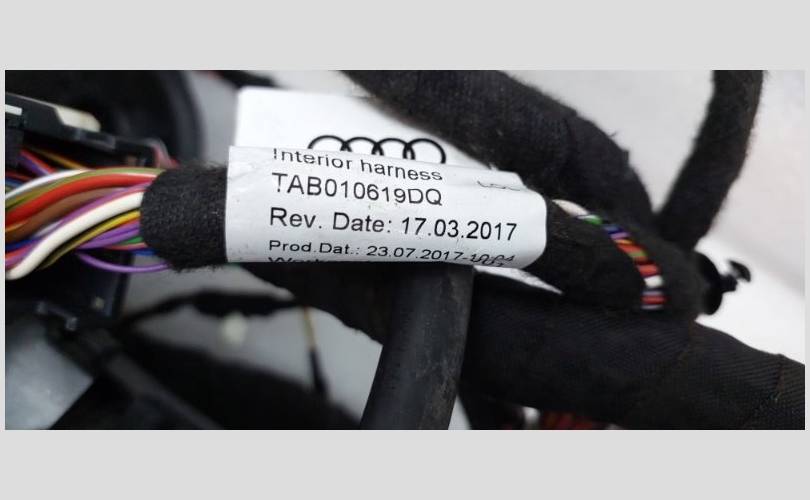 Interior harness
TAB010619DQ
Rev. Date: 17.03.2017
Prod.Dat.: 23.07.2017-